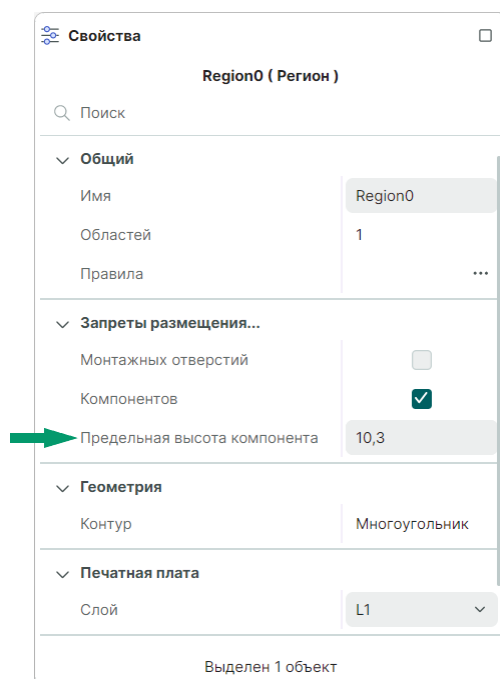 Свойства
Region0 ( Регион )
Поиск
Общий
Имя Region0
Областей 1
Правила ...
Запреты размещения...
Монтажных отверстий
Компонентов
Предельная высота компонента 10,3
Геометрия
Контур Многоугольник
Печатная плата
Слой L1
Выделен 1 объект